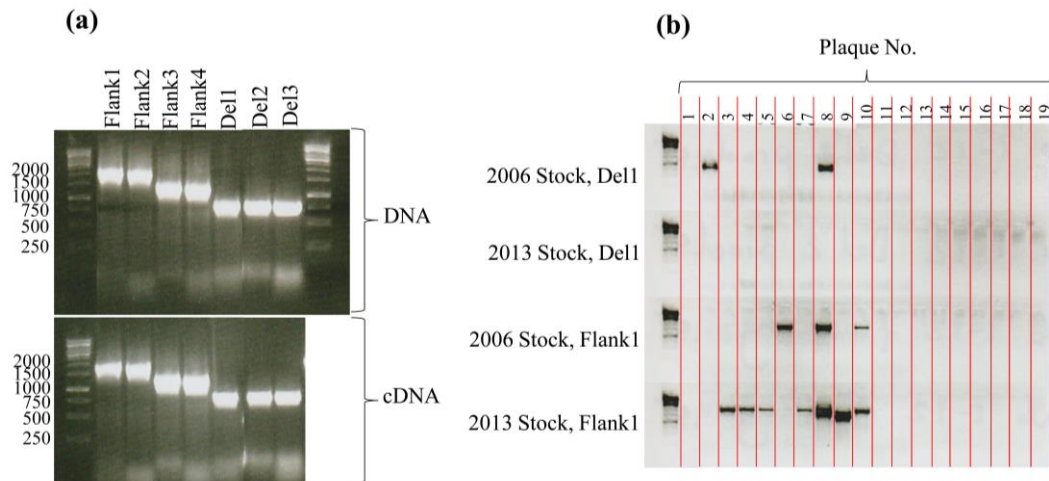 (a)
Flank1
Flank2
Flank3
Flank4
Del1
Del2
Del3
2000
1500
1000
750
500
250
DNA
2000
1500
1000
750
500
250
cDNA
(b)
Plaque No.
1 2 3 4 5 6 7 8 9 10 11 12 13 14 15 16 17 18 19
2006 Stock, Del1
2013 Stock, Del1
2006 Stock, Flank1
2013 Stock, Flank1